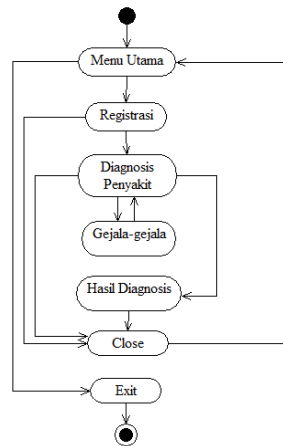 Menu Utama
Registrasi
Diagnosis
Penyakit
Gejala-gejala
Hasil Diagnosis
Close
Exit